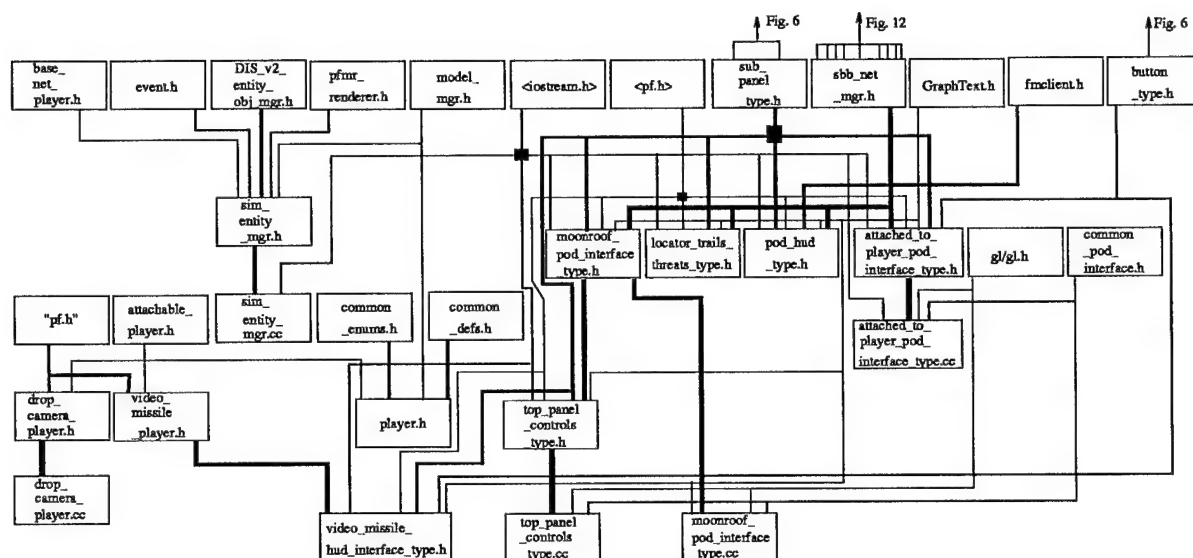 Fig. 6
Fig. 12
Fig. 6
base_
net_
player.h
event.h
DIS_v2_
entity_
obj_mgr.h
pfmr_
renderer.h
model_
mgr.h
<iostream.h>
<pf.h>
sub_
panel
_type.h
sbb_net
_mgr.h
GraphText.h
fmclient.h
button
_type.h
sim_
entity
_mgr.h
moonroof_
pod_interface
_type.h
locator_trails_
threats_type.h
pod_hud
_type.h
attached_to_
player_pod_
interface_type.h
gl/gl.h
common
_pod_
interface.h
"pf.h"
attachable_
player.h
sim_
entity_
mgr.cc
common
_enums.h
common
_defs.h
attached_to_
player_pod_
interface_type.cc
drop_
camera_
player.h
video_
missile
_player.h
player.h
top_panel
_controls
_type.h
drop_
camera_
player.cc
video_missile_
hud_interface_type.h
top_panel_
controls
type.cc
moonroof_
pod_interface
type.cc